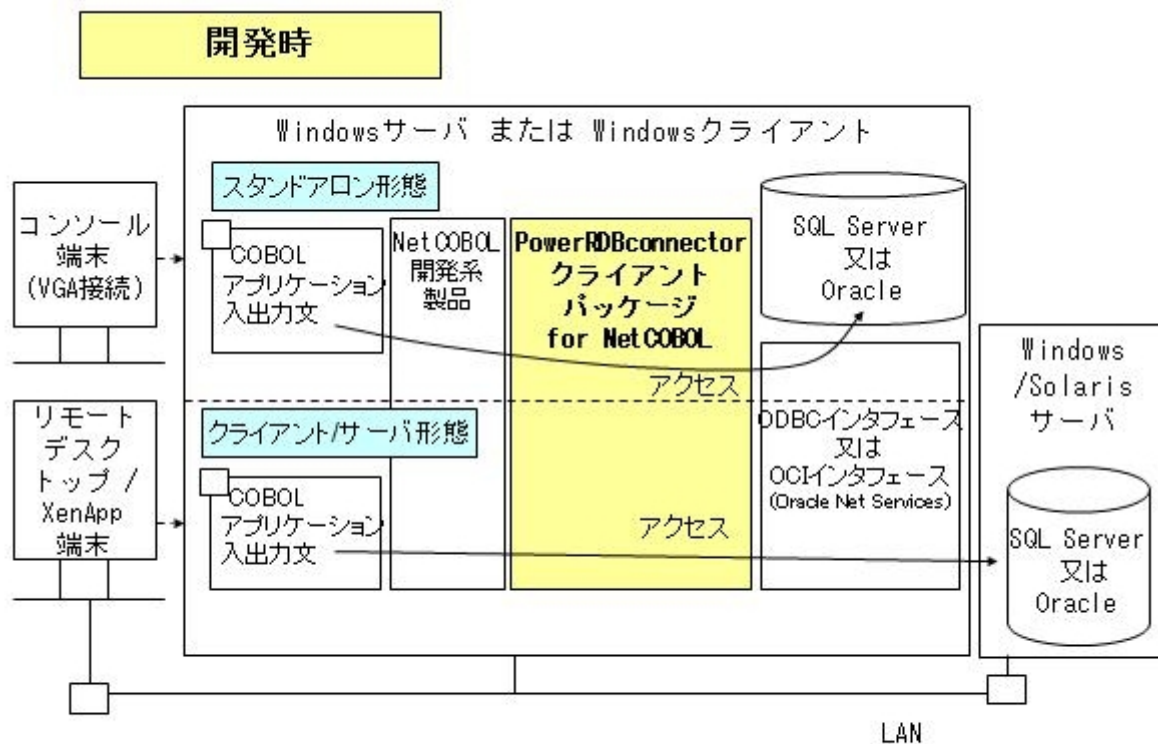 開発時
Windowsサーバ または Windowsクライアント
スタンドアロン形態
コンソール
端末
(VGA接続)
COBOL
アプリケーション
入出力文
NetCOBOL
開発系
製品
PowerRDBconnector
クライアント
パッケージ
for NetCOBOL
SQL Server
又は
Oracle
アクセス
Windows
/Solaris
サーバ
リモート
デスク
トップ /
XenApp
端末
クライアント/サーバ形態
COBOL
アプリケーション
入出力文
アクセス
ODBCインタフェース
又は
OCIインタフェース
(Oracle Net Services)
SQL Server
又は
Oracle
LAN